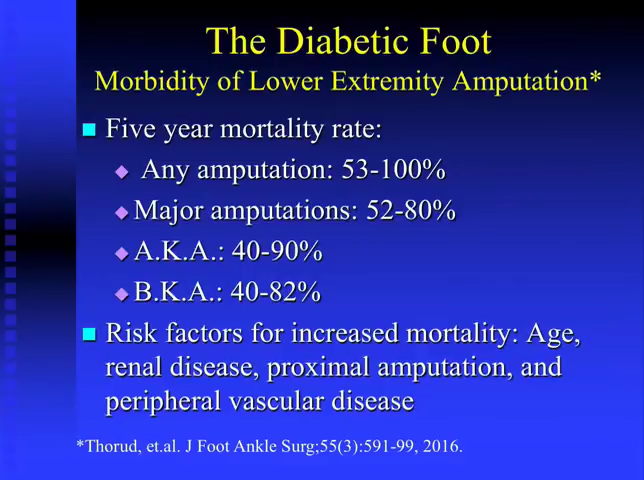 The Diabetic Foot
Morbidity of Lower Extremity Amputation*
Five year mortality rate:
Any amputation: 53-100%
Major amputations: 52-80%
A.K.A.: 40-90%
B.K.A.: 40-82%
Risk factors for increased mortality: Age,
renal disease, proximal amputation, and
peripheral vascular disease
*Thorud, et.al. J Foot Ankle Surg;55(3):591-99, 2016.